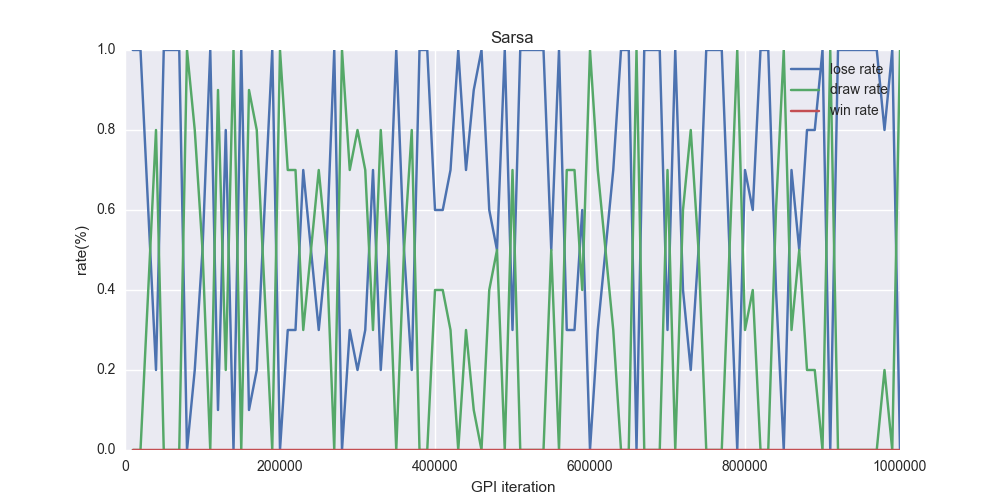 Sarsa
1.0
0.8
0.6
0.4
0.2
0.0
rate(%)
lose rate
draw rate
win rate
0 200000 400000 600000 800000 1000000
GPI iteration